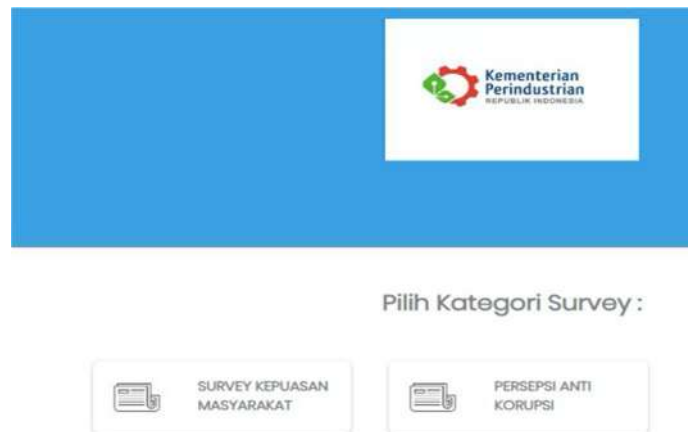 Kementerian
Perindustrian
REPUBLIK INDONESIA
Pilih Kategori Survey :
SURVEY KEPUASAN
MASYARAKAT
PERSEPSI ANTI
KORUPSI